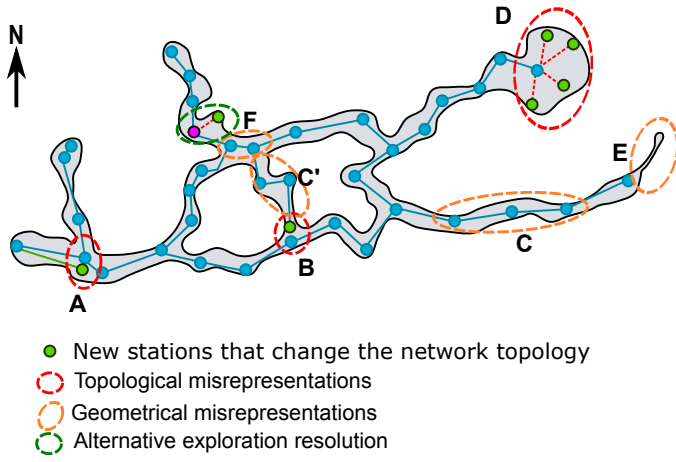 D
N
F
E
C'
C
B
A
New stations that change the network topology
Topological misrepresentations
Geometrical misrepresentations
Alternative exploration resolution